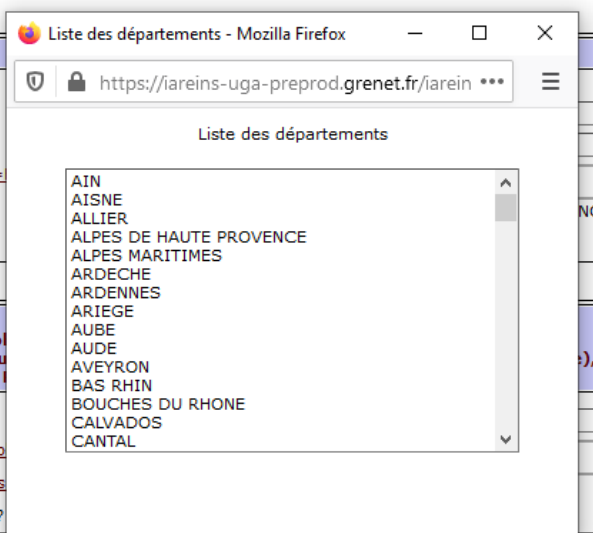 Liste des départements - Mozilla Firefox
https://iareins-uga-preprod.grenet.fr/iarein
Liste des départements
AIN
AISNE
ALLIER
ALPES DE HAUTE PROVENCE
ALPES MARITIMES
ARDECHE
ARDENNES
ARIEGE
AUBE
AUDE
AVEYRON
BAS RHIN
BOUCHES DU RHONE
CALVADOS
CANTAL